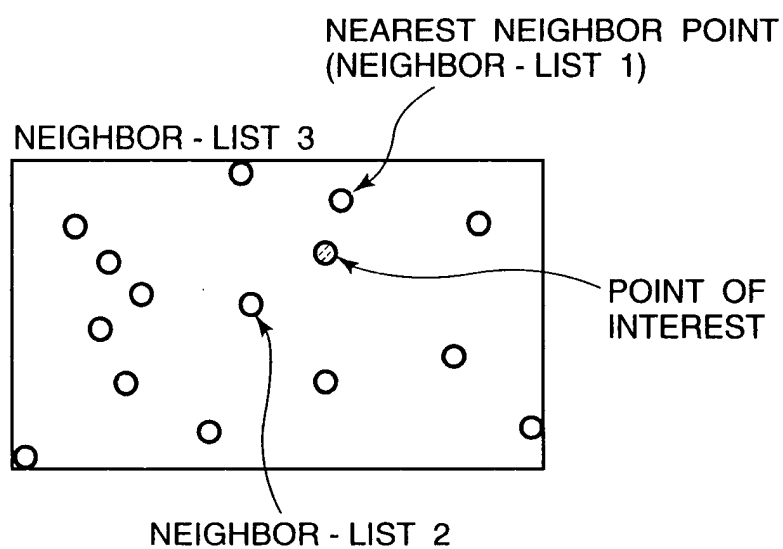 NEAREST NEIGHBOR POINT
(NEIGHBOR - LIST 1)
NEIGHBOR - LIST 3
POINT OF
INTEREST
NEIGHBOR - LIST 2